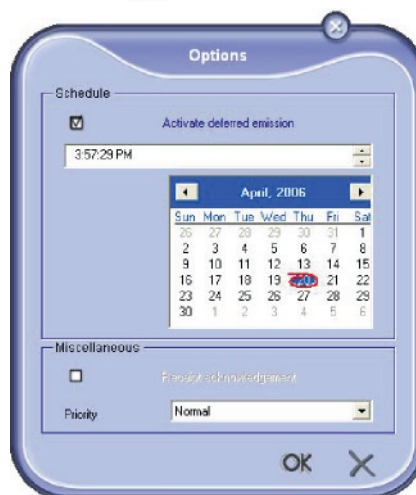 Options
Schedule
Activate deferred emission
3:57:29 PM
April, 2006
Sun Mon Tue Wed Thu Fri Sat
26 27 28 29 30 31 1
2 3 4 5 6 7 8
9 10 11 12 13 14 15
16 17 18 19 20 21 22
23 24 25 26 27 28 29
30 1 2 3 4 5 6
Miscellaneous
Receipt acknowledgement
Priority Normal
OK